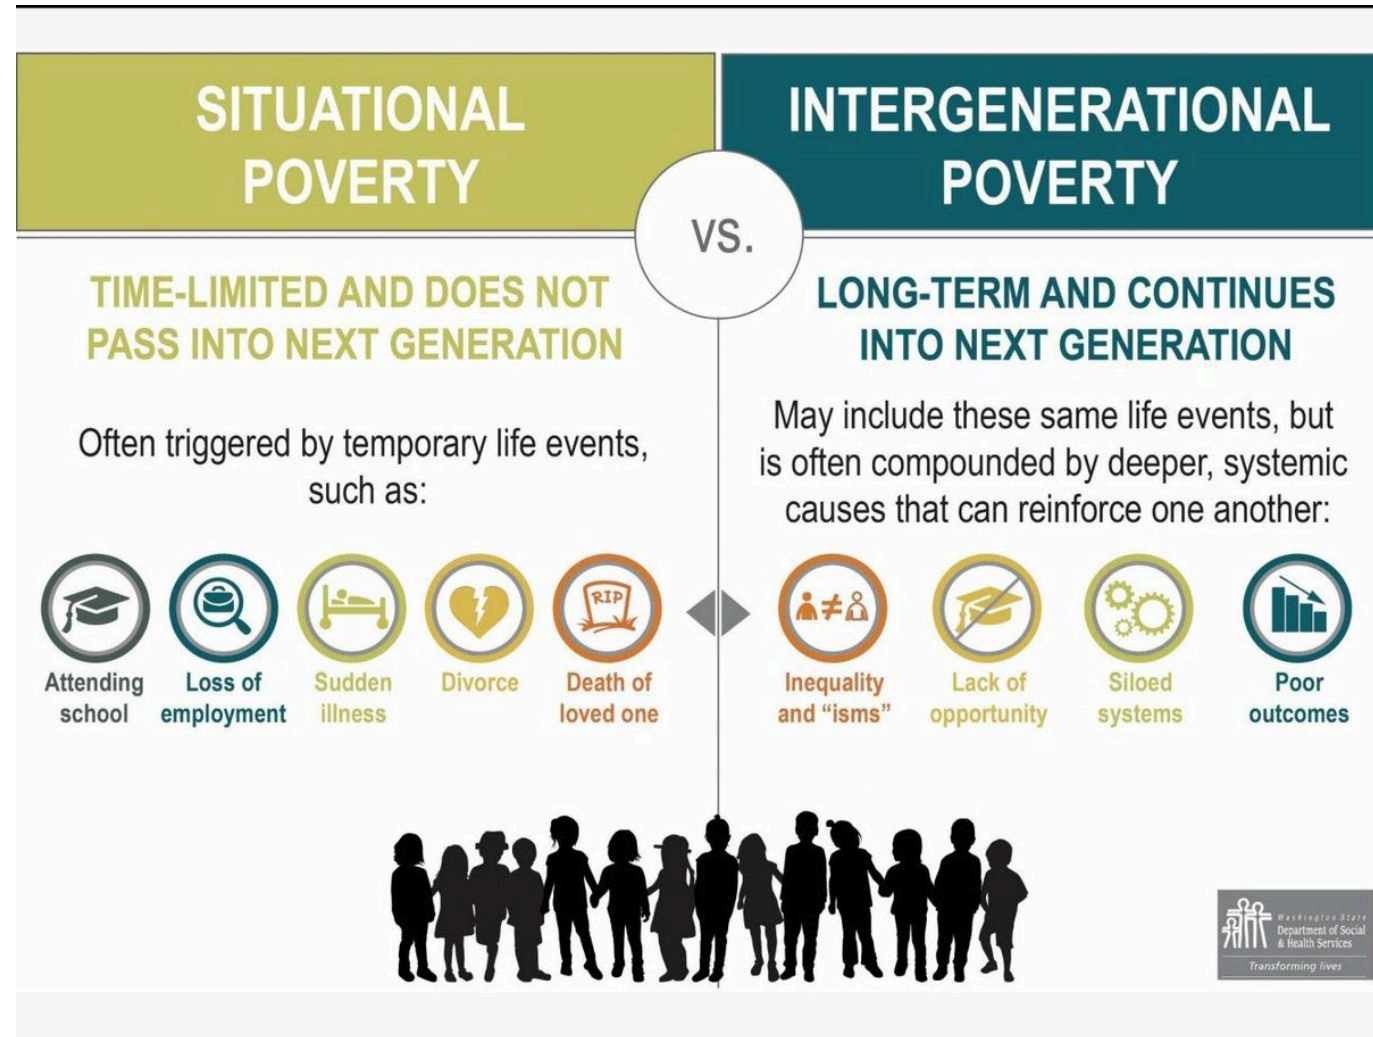 SITUATIONAL
POVERTY
VS.
INTERGENERATIONAL
POVERTY
TIME-LIMITED AND DOES NOT
PASS INTO NEXT GENERATION
Often triggered by temporary life events,
such as:
Attending
school
Loss of
employment
Sudden
illness
Divorce
RIP
Death of
loved one
LONG-TERM AND CONTINUES
INTO NEXT GENERATION
May include these same life events, but
is often compounded by deeper, systemic
causes that can reinforce one another:
≠
Inequality
and “isms”
Lack of
opportunity
Siloed
systems
Poor
outcomes
Washington State
Department of Social
& Health Services
Transforming lives